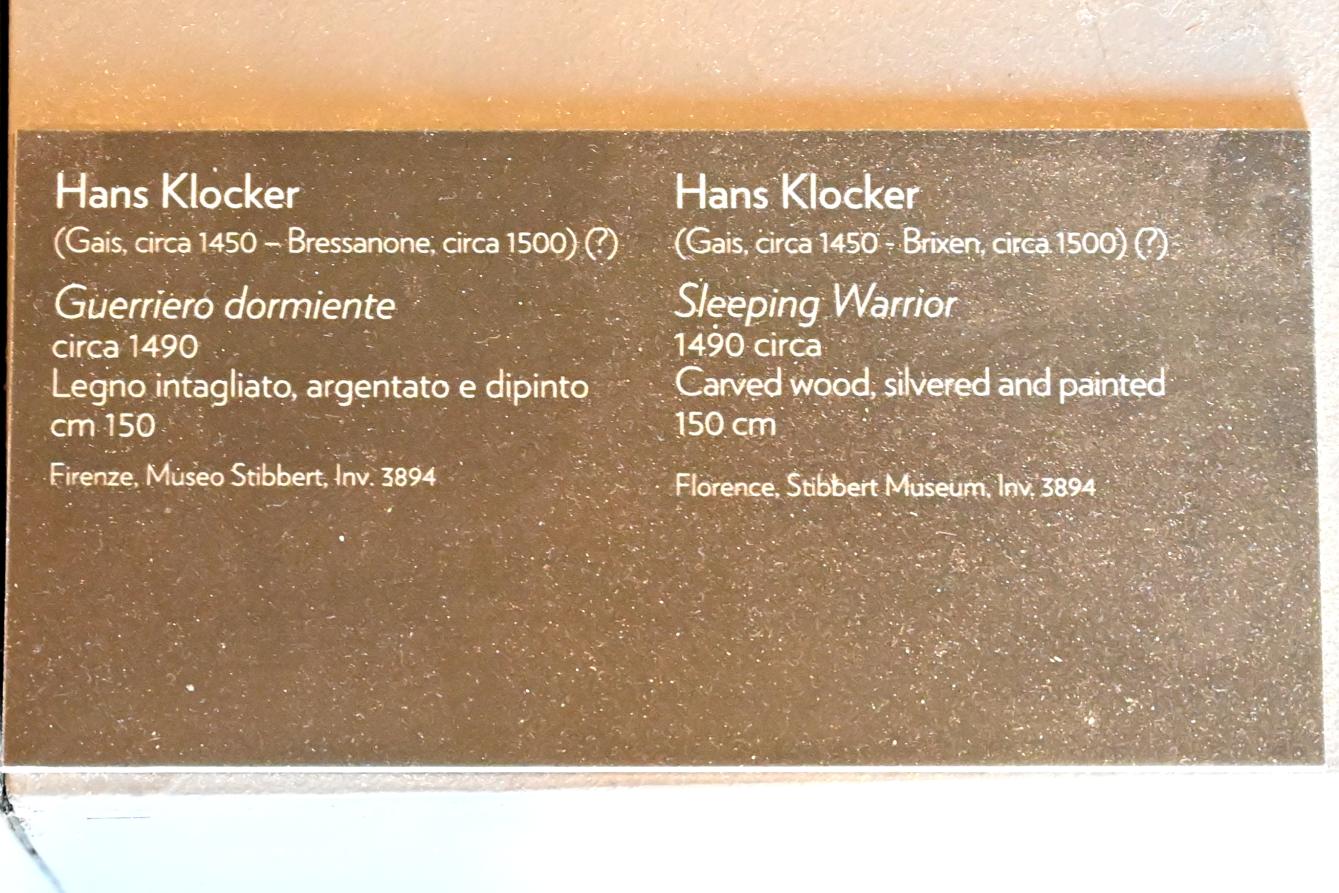 Hans Klocker
(Gais, circa 1450 – Bressanone, circa 1500) (?)
Guerriero dormiente
circa 1490
Legno intagliato, argentato e dipinto
cm 150
Firenze, Museo Stibbert, Inv. 3894
Hans Klocker
(Gais, circa 1450 - Brixen, circa 1500) (?)
Sleeping Warrior
1490 circa
Carved wood, silvered and painted
150 cm
Florence, Stibbert Museum, Inv. 3894